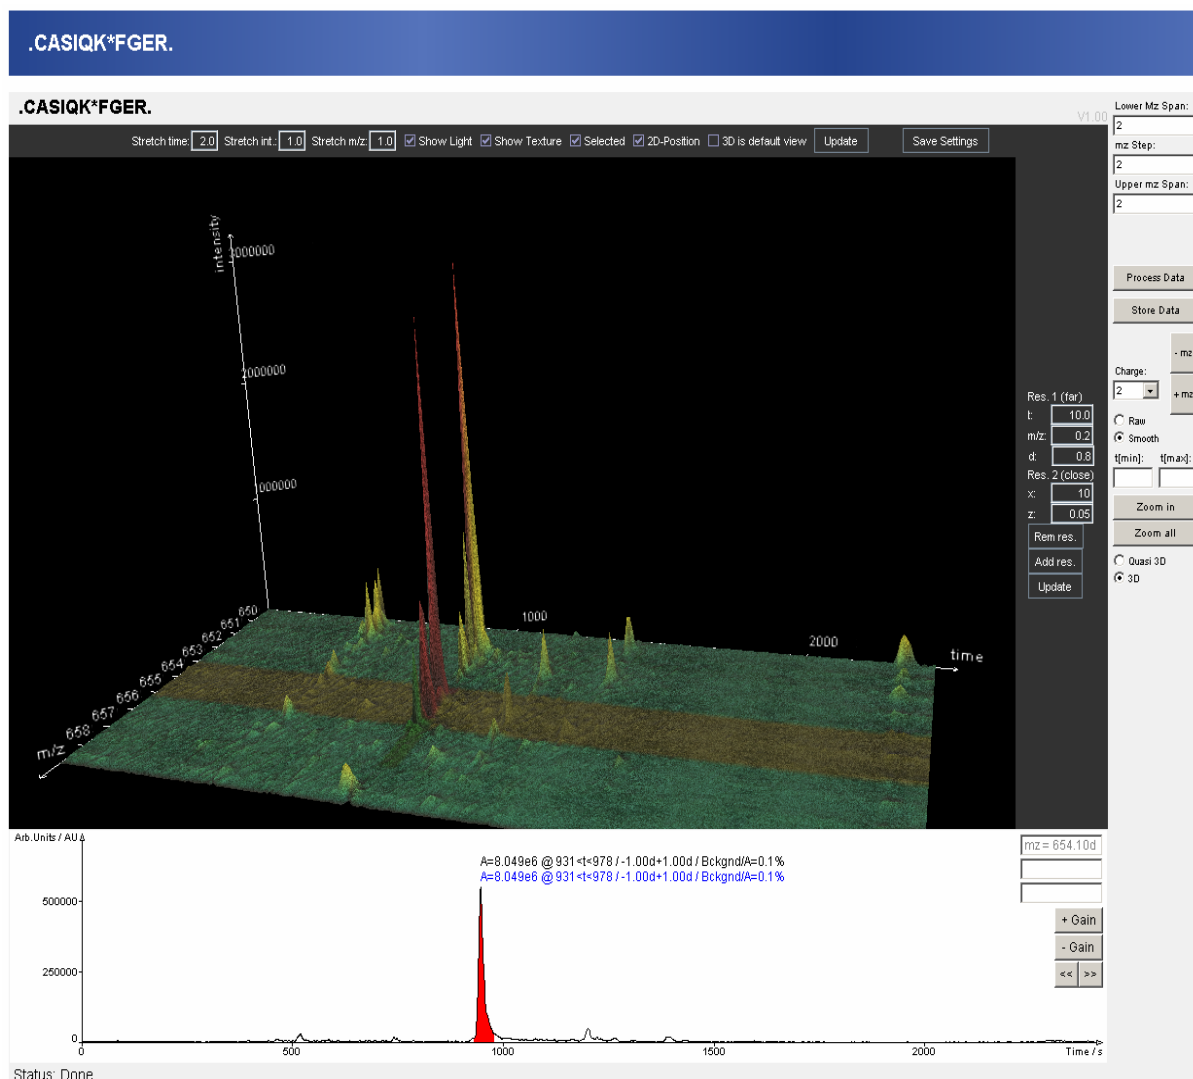 .CASIQK*FGER.
.CASIQK*FGER.
V1.00
Stretch time: 2.0 Stretch int.: 1.0 Stretch m/z: 1.0 Show Light Show Texture Selected 2D-Position 3D is default view Update Save Settings
Lower Mz Span:
2
mz Step:
2
Upper mz Span:
2
Process Data
Store Data
- mz
Charge:
2
+ mz
Raw
Smooth
t[min]: t[max]:
Zoom in
Zoom all
Quasi 3D
3D
Res. 1 (far)
t: 10.0
m/z: 0.2
d: 0.8
Res. 2 (close)
x: 10
z: 0.05
Rem res.
Add res.
Update
intensity
3000000
2000000
1000000
650
651
652
653
654
655
656
657
658
m/z
1000
2000
time
Arb.Units / AU
A=8.049e6 @ 931<t<978 / -1.00d+1.00d / Bckgnd/A=0.1%
A=8.049e6 @ 931<t<978 / -1.00d+1.00d / Bckgnd/A=0.1%
mz = 654.10d
+ Gain
- Gain
<< >>
500000
250000
0
0 500 1000 1500 2000 Time / s
Status: Done